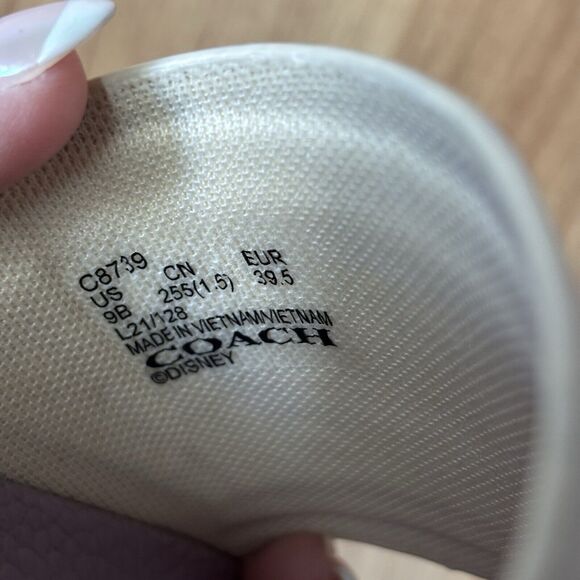 C8739
US CN EUR
9B 255(1.5) 39.5
L21/128
MADE IN VIETNAM/VIETNAM
COACH
©DISNEY